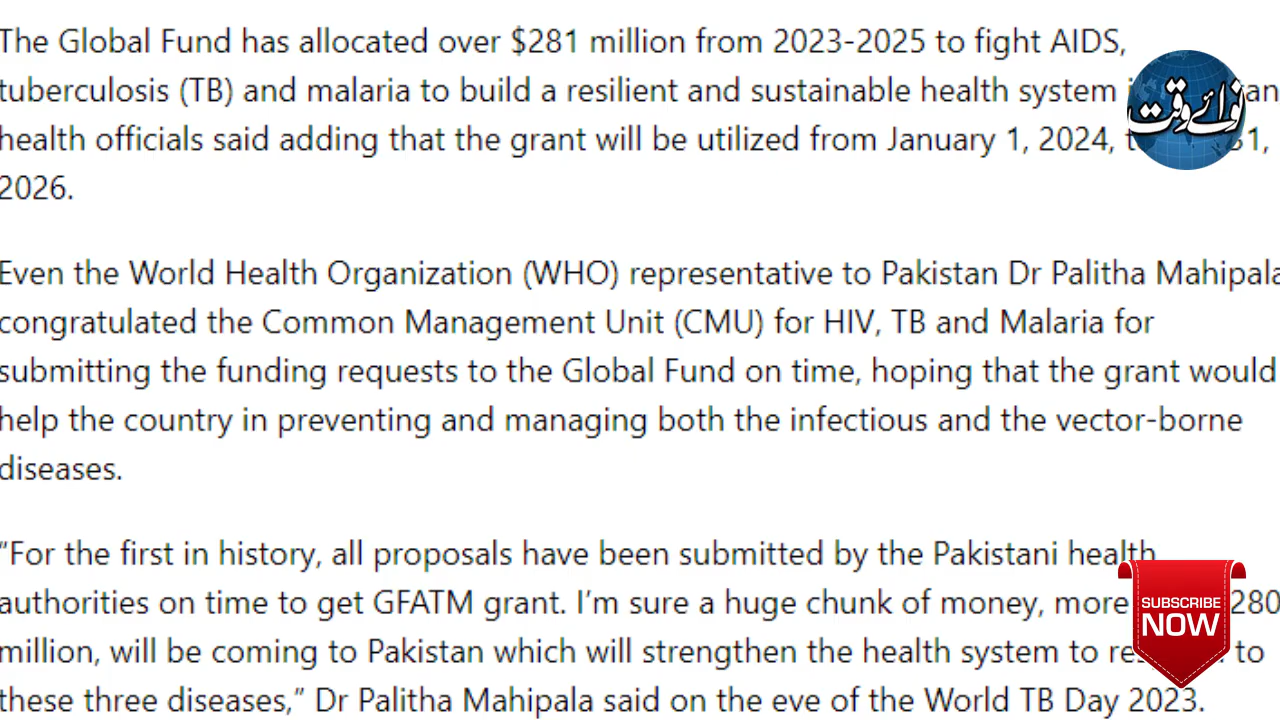 The Global Fund has allocated over $281 million from 2023-2025 to fight AIDS,
tuberculosis (TB) and malaria to build a resilient and sustainable health system
health officials said adding that the grant will be utilized from January 1, 2024,
2026.
Even the World Health Organization (WHO) representative to Pakistan Dr Palitha Mahipala
congratulated the Common Management Unit (CMU) for HIV, TB and Malaria for
submitting the funding requests to the Global Fund on time, hoping that the grant would
help the country in preventing and managing both the infectious and the vector-borne
diseases.
“For the first in history, all proposals have been submitted by the Pakistani health
authorities on time to get GFATM grant. I’m sure a huge chunk of money, more 280
million, will be coming to Pakistan which will strengthen the health system to to
these three diseases,” Dr Palitha Mahipala said on the eve of the World TB Day 2023.
نوائے وقت
SUBSCRIBE
NOW